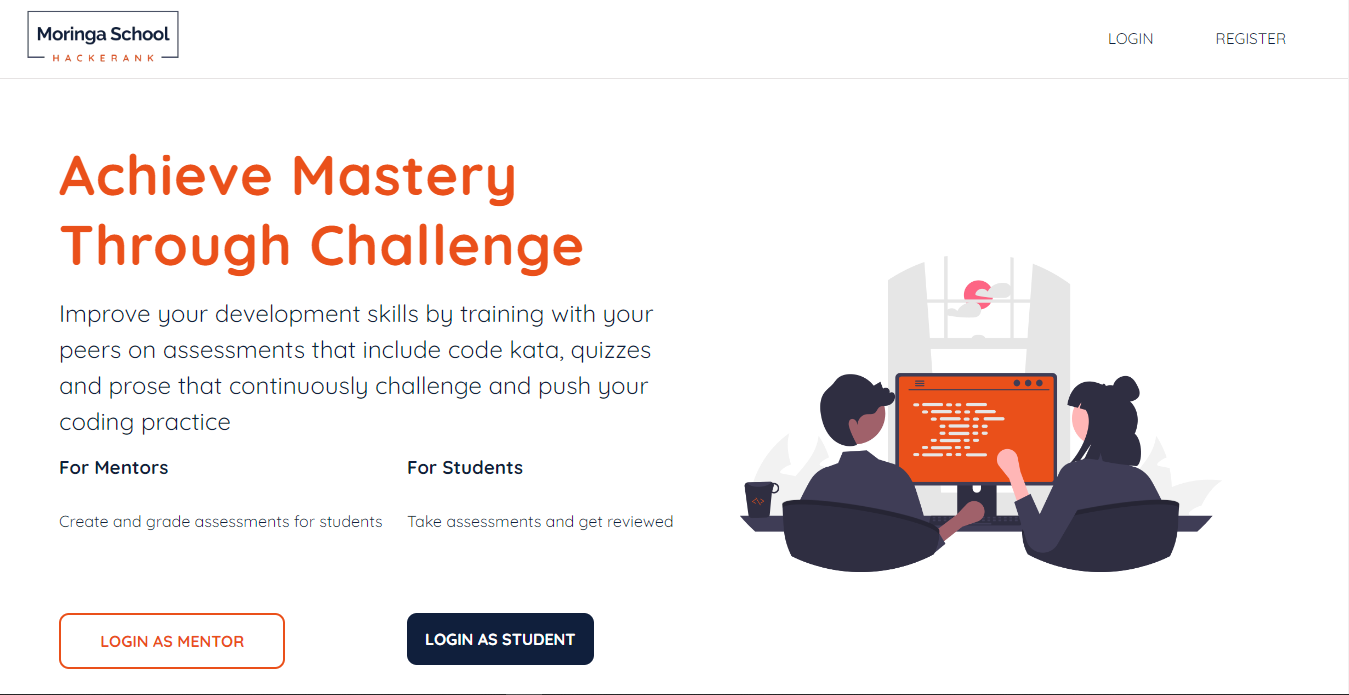 Moringa School
HACKERANK
LOGIN
REGISTER
Achieve Mastery
Through Challenge
Improve your development skills by training with your
peers on assessments that include code kata, quizzes
and prose that continuously challenge and push your
coding practice
For Mentors
For Students
Create and grade assessments for students
Take assessments and get reviewed
LOGIN AS MENTOR
LOGIN AS STUDENT